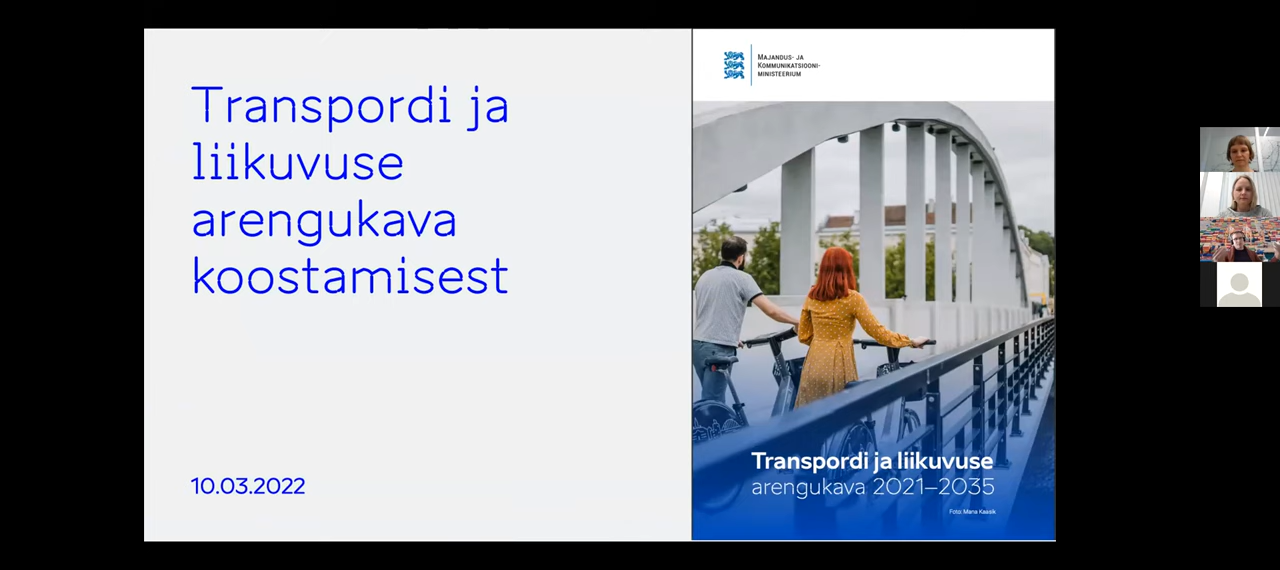 Transpordi ja
liikuvuse
arengukava
koostamisest
10.03.2022
MAJANDUS- JA
KOMMUNIKATSIOONI-
MINISTEERIUM
Transpordi ja liikuvuse
arengukava 2021–2035
Foto: Mana Kaasik